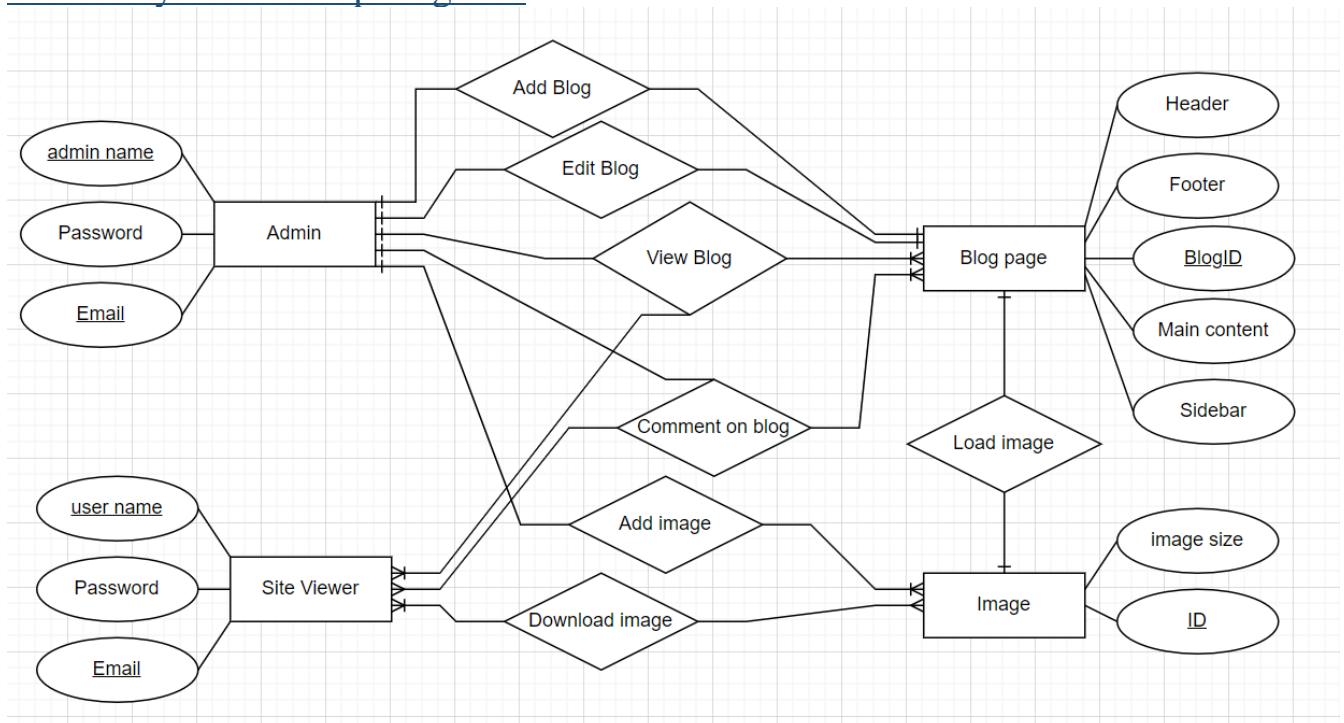 Add Blog
Header
admin name
Edit Blog
Footer
Password
Admin
View Blog
Blog page
BlogID
Email
Main content
Sidebar
Comment on blog
Load image
user name
Add image
image size
Password
Site Viewer
Image
Download image
ID
Email